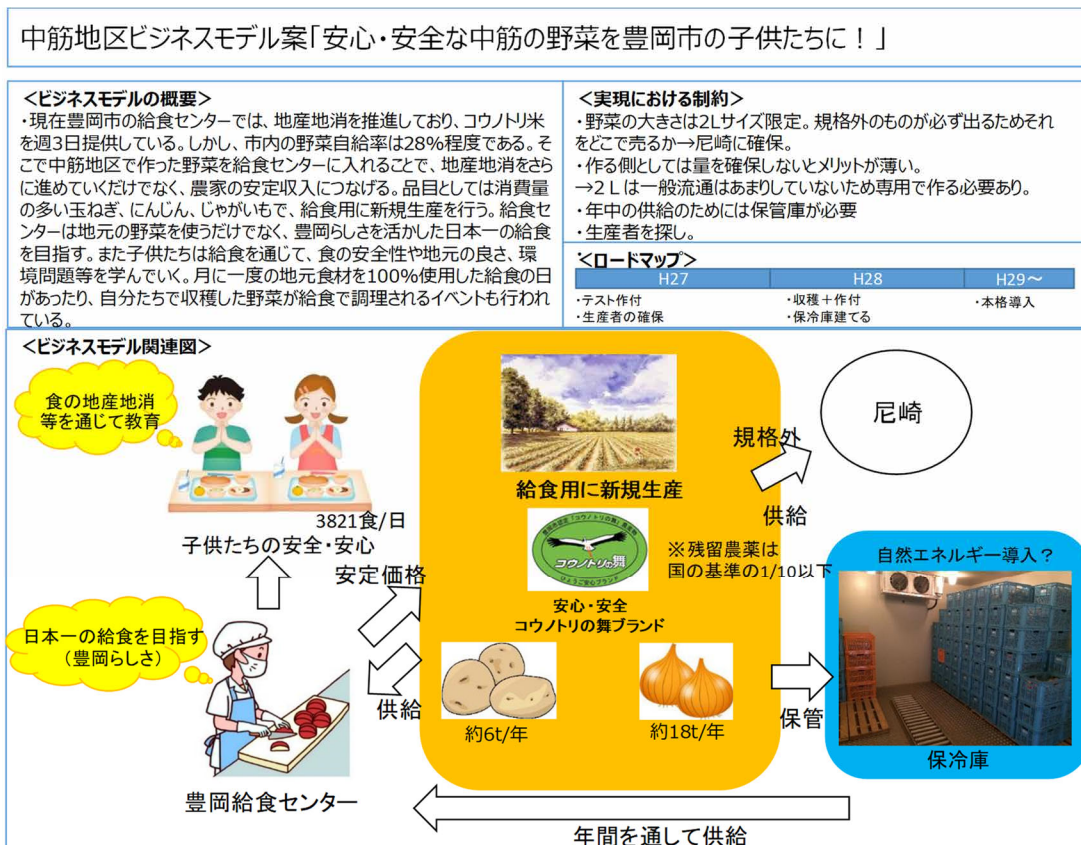 中筋地区ビジネスモデル案「安心・安全な中筋の野菜を豊岡市の子供たちに！」
＜ビジネスモデルの概要＞
・現在豊岡市の給食センターでは、地産地消を推進しており、コウノトリ米
を週3日提供している。しかし、市内の野菜自給率は28%程度である。そ
こで中筋地区で作った野菜を給食センターに入れることで、地産地消をさら
に進めていくだけでなく、農家の安定収入につなげる。品目としては消費量
の多い玉ねぎ、にんじん、じゃがいもで、給食用に新規生産を行う。給食セ
ンターは地元の野菜を使うだけでなく、豊岡らしさを活かした日本一の給食
を目指す。また子供たちは給食を通じて、食の安全性や地元の良さ、環
境問題等を学んでいく。月に一度の地元食材を100%使用した給食の日
があったり、自分たちで収穫した野菜が給食で調理されるイベントも行われ
ている。
＜実現における制約＞
・野菜の大きさは2Lサイズ限定。規格外のものが必ず出るためそれ
をどこで売るか→尼崎に確保。
・作る側としては量を確保しないとメリットが薄い。
→２Ｌは一般流通はあまりしていないため専用で作る必要あり。
・年中の供給のためには保管庫が必要
・生産者を探し。
＜ロードマップ＞
H27 H28 H29～
・テスト作付 ・収穫＋作付 ・本格導入
・生産者の確保 ・保冷庫建てる
＜ビジネスモデル関連図＞
食の地産地消
等を通じて教育
3821食/日
子供たちの安全・安心
日本一の給食を目指す
（豊岡らしさ）
豊岡給食センター
安定価格
供給
給食用に新規生産
コウノトリの舞
※残留農薬は
国の基準の1/10以下
安心・安全
コウノトリの舞ブランド
約6t/年
約18t/年
規格外
供給
尼崎
保管
自然エネルギー導入？
保冷庫
年間を通して供給